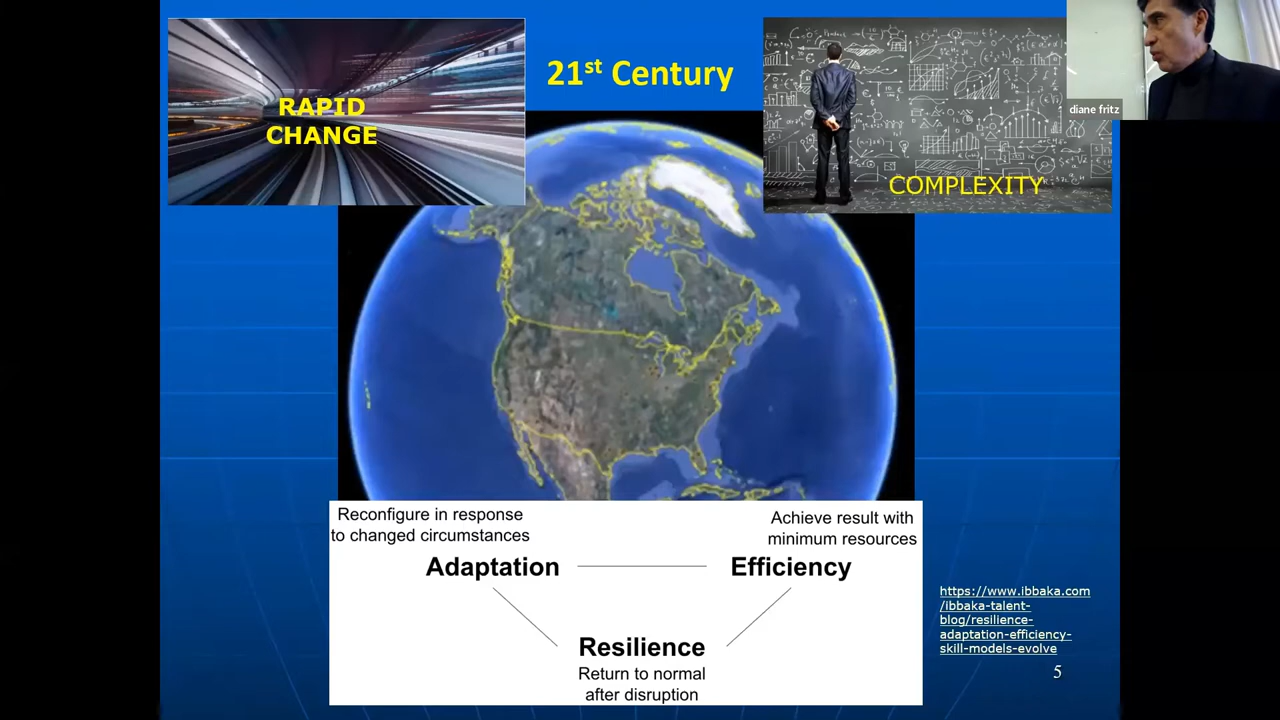 21st Century
RAPID
CHANGE
COMPLEXITY
diane fritz
Reconfigure in response
to changed circumstances
Achieve result with
minimum resources
Adaptation
Efficiency
Resilience
Return to normal
after disruption
https://www.ibbaka.com
/ibbaka-talent-
blog/resilience-
adaptation-efficiency-
skill-models-evolve
5